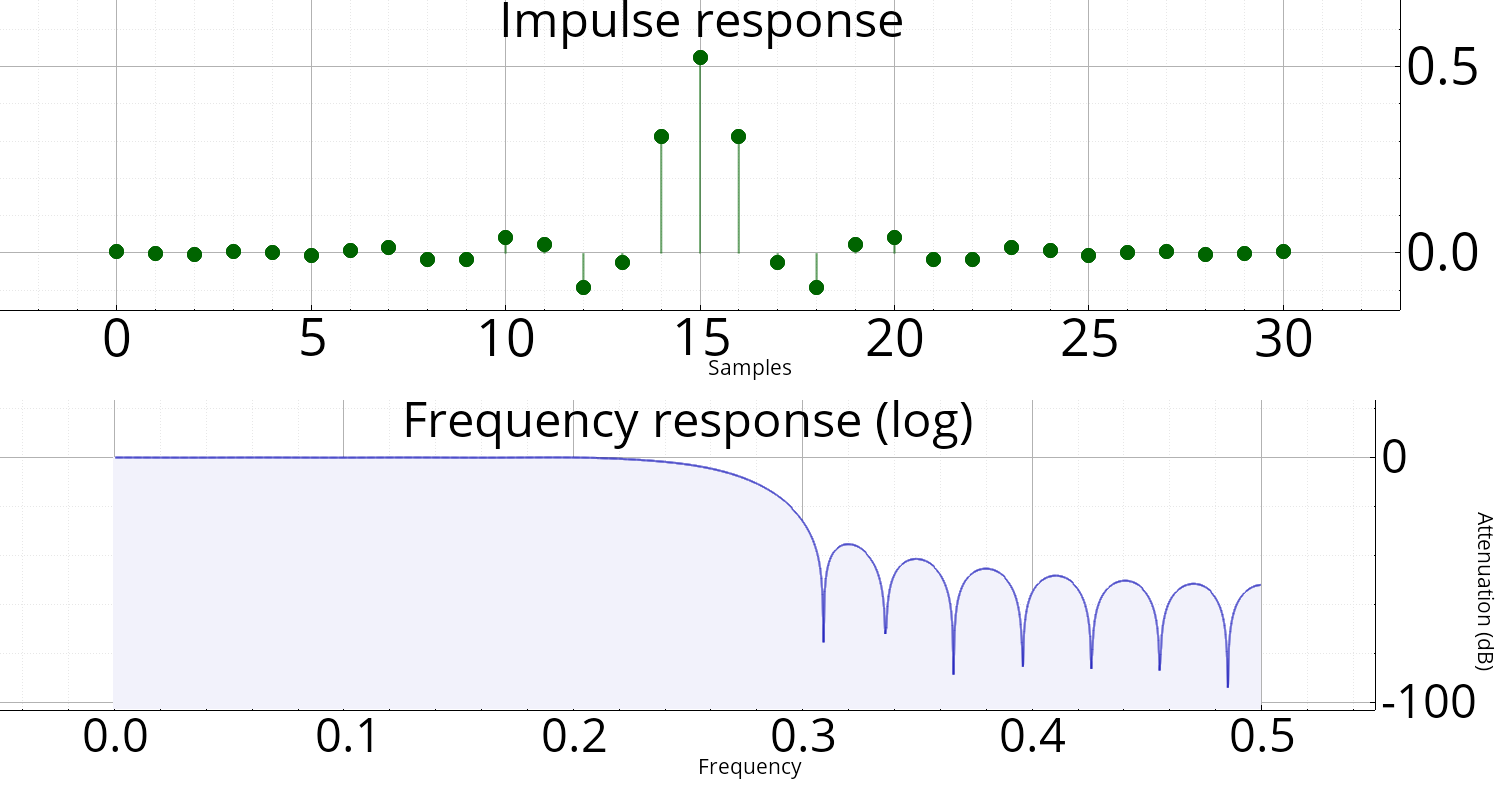 Impulse response
0.5
0.0
0 5 10 15 20 25 30
Samples
Frequency response (log)
0
Attenuation (dB)
-100
0.0 0.1 0.2 0.3 0.4 0.5
Frequency